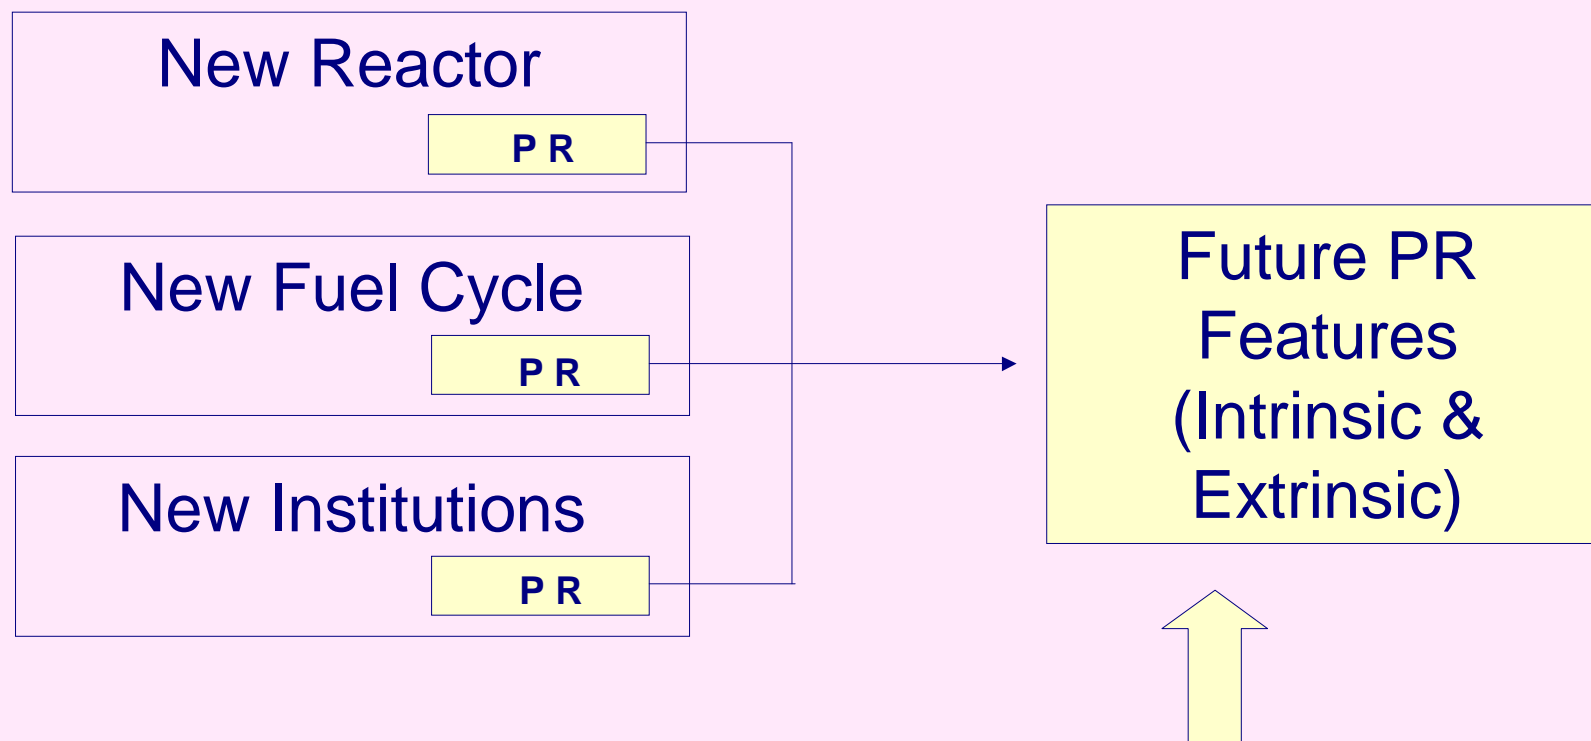 New Reactor
P R
New Fuel Cycle
P R
New Institutions
P R
Future PR
Features
(Intrinsic &
Extrinsic)